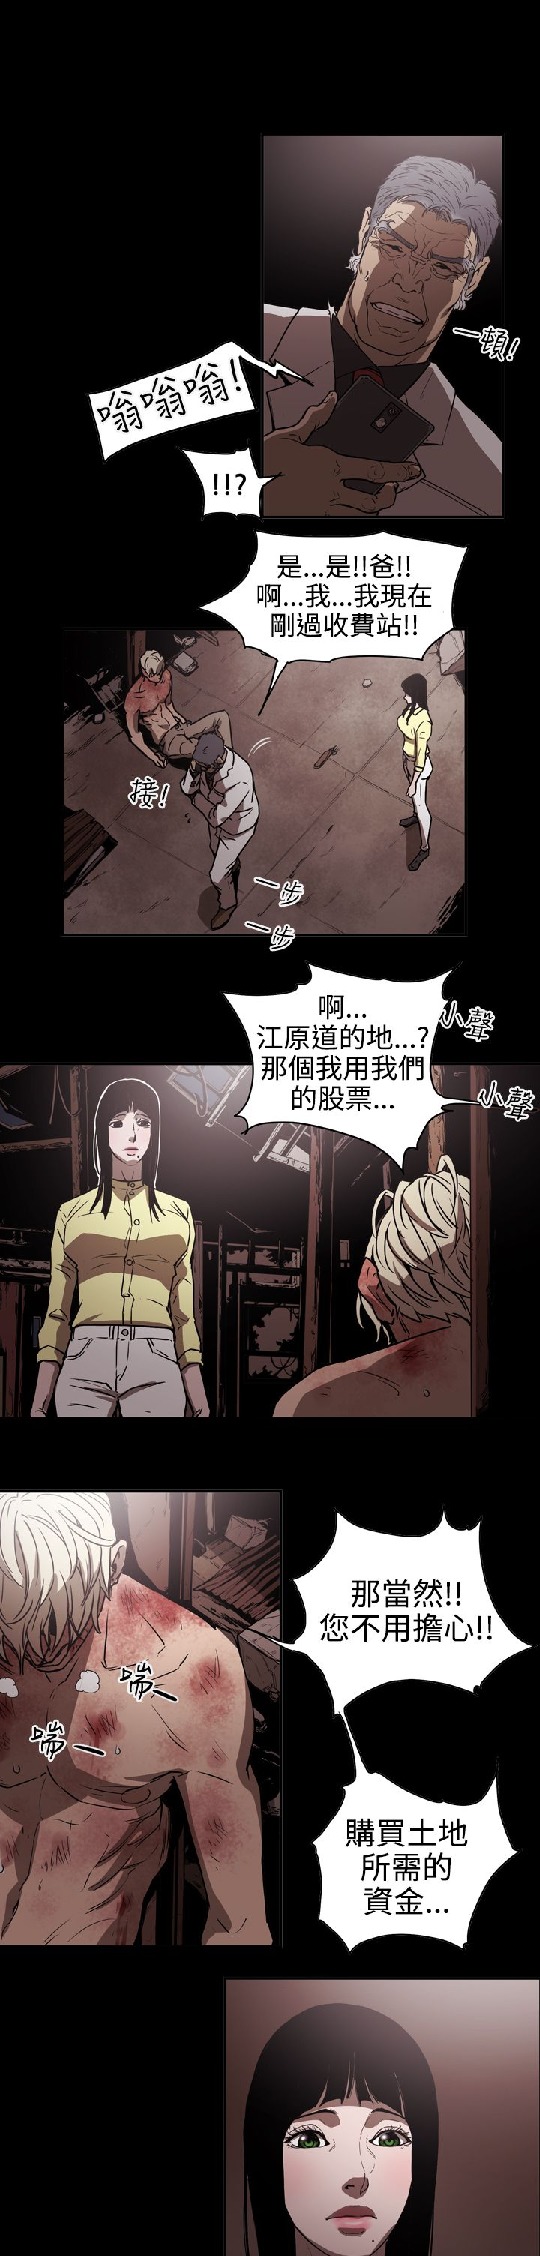 一頓!
嗡嗡嗡!
!!?
是...是!!爸!!
啊...我...我現在
剛過收費站!!
接!
一步
一步
啊...
江原道的地...?
那個我用我們
的股票...
小聲
小聲
那當然!!
您不用擔心!!
喘
喘
購買土地
所需的
資金...